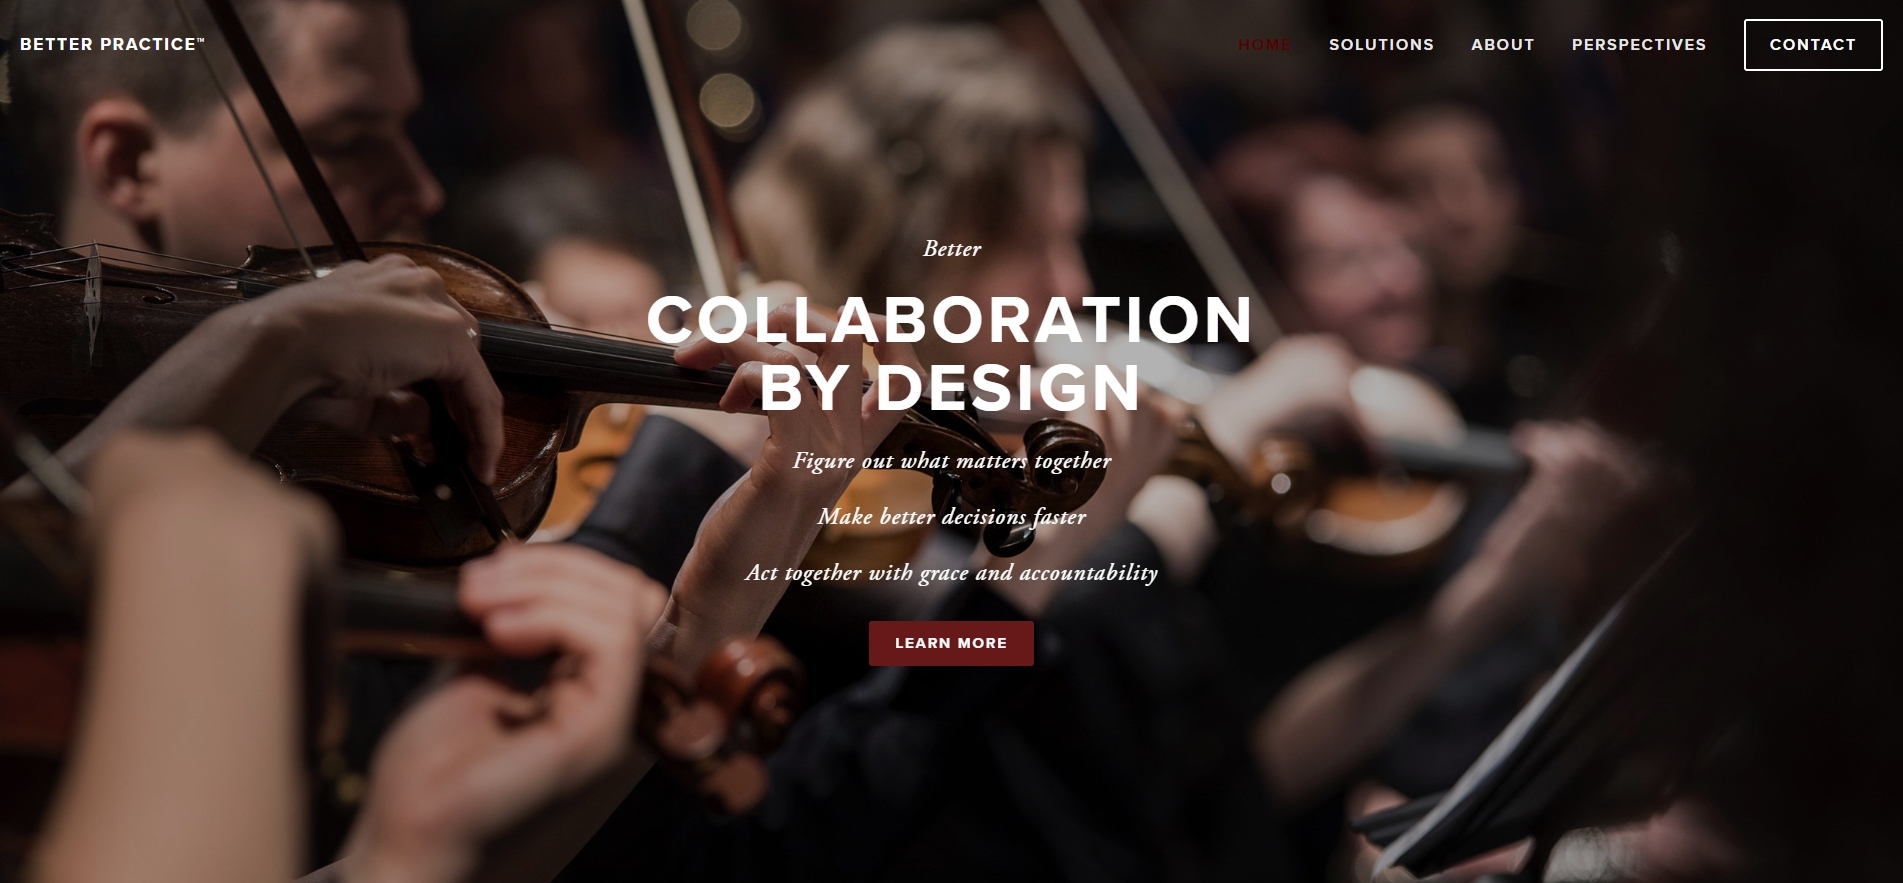 BETTER PRACTICE™
HOME SOLUTIONS ABOUT PERSPECTIVES CONTACT
Better
COLLABORATION
BY DESIGN
Figure out what matters together
Make better decisions faster
Act together with grace and accountability
LEARN MORE